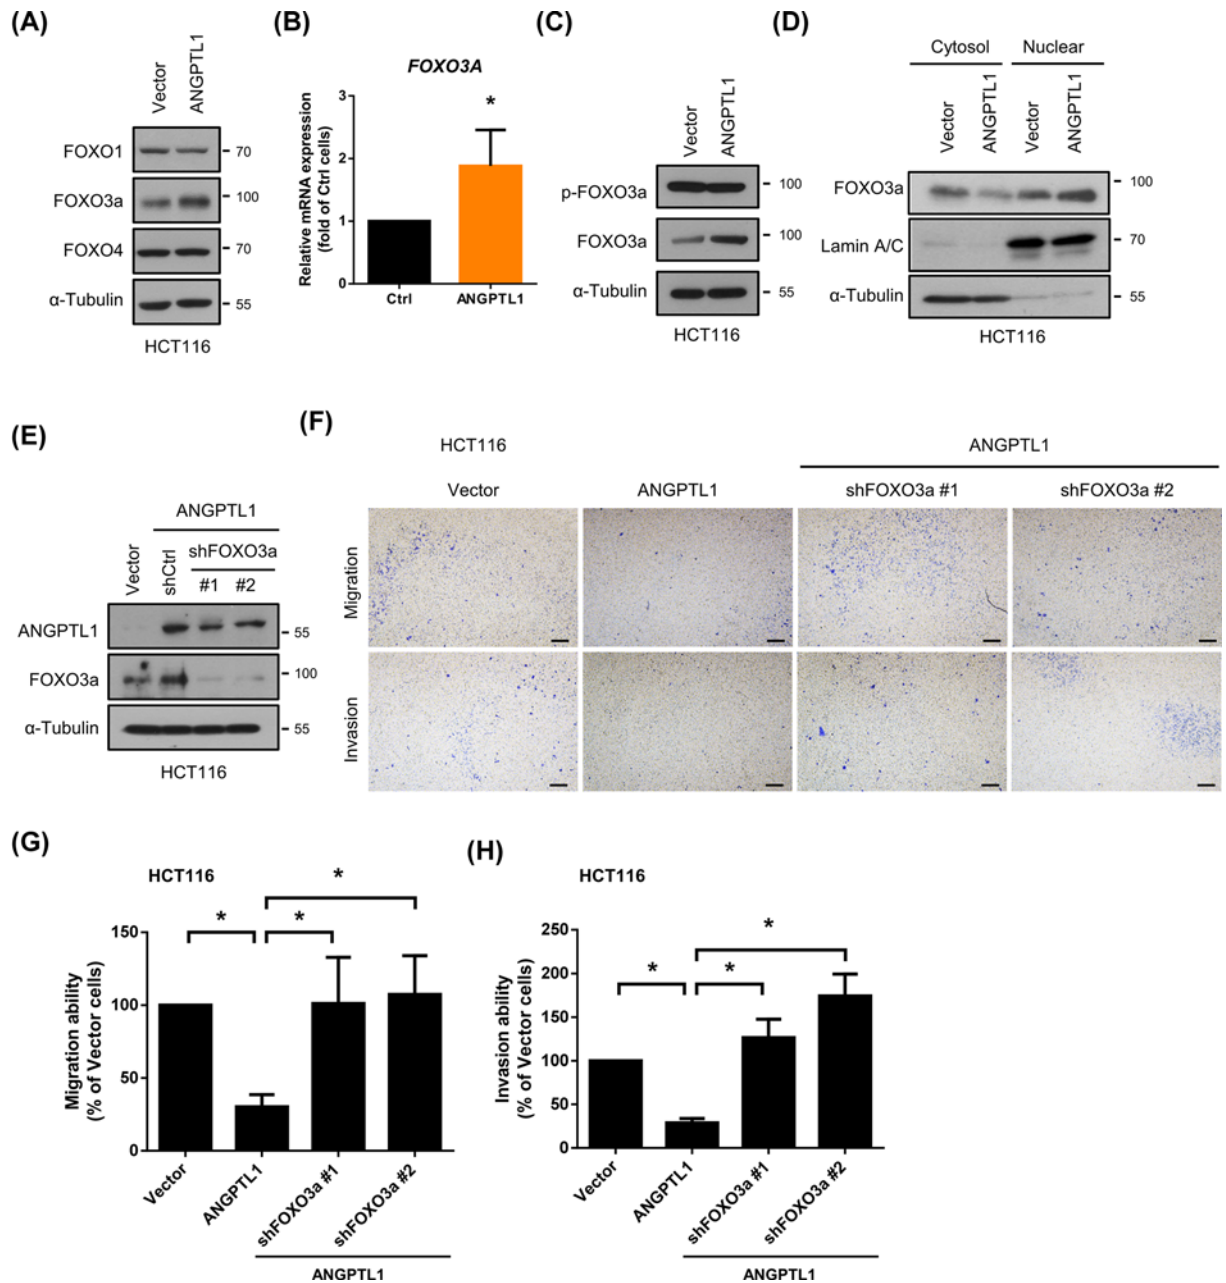 (A)
Vector
ANGPTL1
FOXO1
70
FOXO3a
100
FOXO4
70
α-Tubulin
55
HCT116
(B)
FOXO3A
Relative mRNA expression
(fold of Ctrl cells)
3
2
1
0
*
Ctrl
ANGPTL1
(C)
Vector
ANGPTL1
p-FOXO3a
100
FOXO3a
100
α-Tubulin
55
HCT116
(D)
Cytosol
Nuclear
Vector
ANGPTL1
Vector
ANGPTL1
FOXO3a
100
Lamin A/C
70
α-Tubulin
55
HCT116
(E)
ANGPTL1
shFOXO3a
Vector
shCtrl
#1
#2
ANGPTL1
55
FOXO3a
100
α-Tubulin
55
HCT116
(F)
HCT116
ANGPTL1
Vector
ANGPTL1
shFOXO3a #1
shFOXO3a #2
Migration
Invasion
(G)
HCT116
Migration ability
(% of Vector cells)
150
100
50
0
*
*
*
Vector
ANGPTL1
shFOXO3a #1
shFOXO3a #2
ANGPTL1
(H)
HCT116
Invasion ability
(% of Vector cells)
250
200
150
100
50
0
*
*
*
Vector
ANGPTL1
shFOXO3a #1
shFOXO3a #2
ANGPTL1